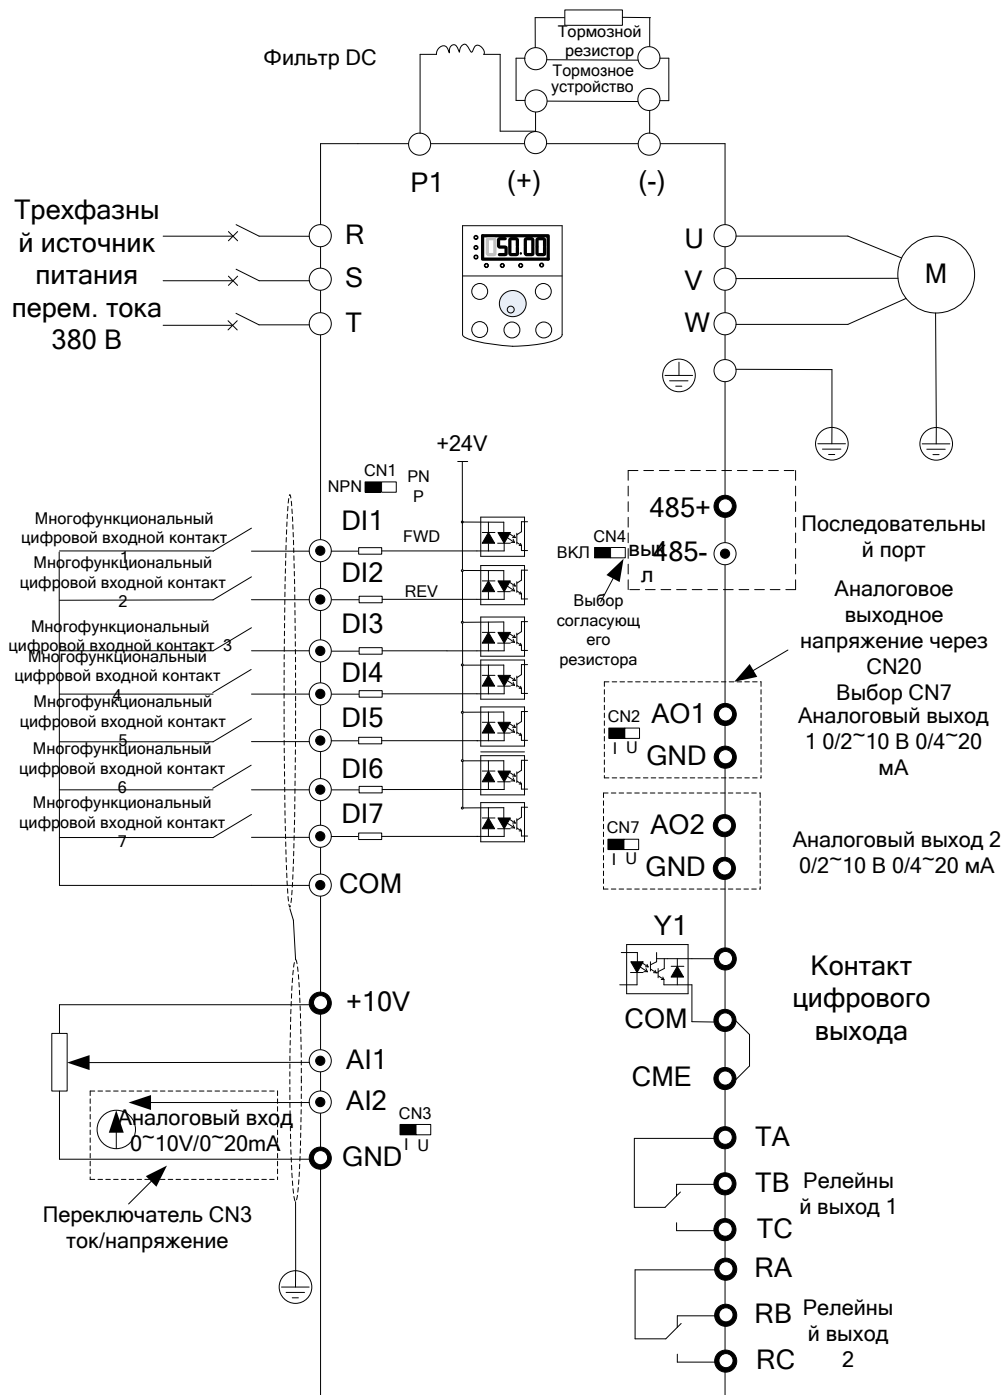 Тормозной
резистор
Фильтр DC
Тормозное
устройство
P1
(+)
(-)
Трехфазны
й источник
питания
перем. тока
380 В
R
S
T
50.00
U
V
W
M
+24V
CN1
NPN
PN
P
Многофункциональный
цифровой входной контакт
1
DI1
FWD
Многофункциональный
цифровой входной контакт
2
DI2
REV
Многофункциональный
цифровой входной контакт 3
DI3
Многофункциональный
цифровой входной контакт
4
DI4
Многофункциональный
цифровой входной контакт
5
DI5
Многофункциональный
цифровой входной контакт
6
DI6
Многофункциональный
цифровой входной контакт
7
DI7
COM
485+
CN4
ВКЛ
выкл
485-
Последовательны
й порт
Выбор
согласующ
его
резистора
Аналоговое
выходное
напряжение через
CN20
Выбор CN7
CN2
I U
AO1
GND
Аналоговый выход
1 0/2~10 В 0/4~20
мА
CN7
I U
AO2
GND
Аналоговый выход 2
0/2~10 В 0/4~20 мА
Y1
COM
CME
Контакт
цифрового
выхода
+10V
AI1
AI2
CN3
I U
GND
Аналоговый вход
0~10V/0~20mA
Переключатель CN3
ток/напряжение
TA
TB
TC
Релейны
й выход 1
RA
RB
RC
Релейны
й выход
2